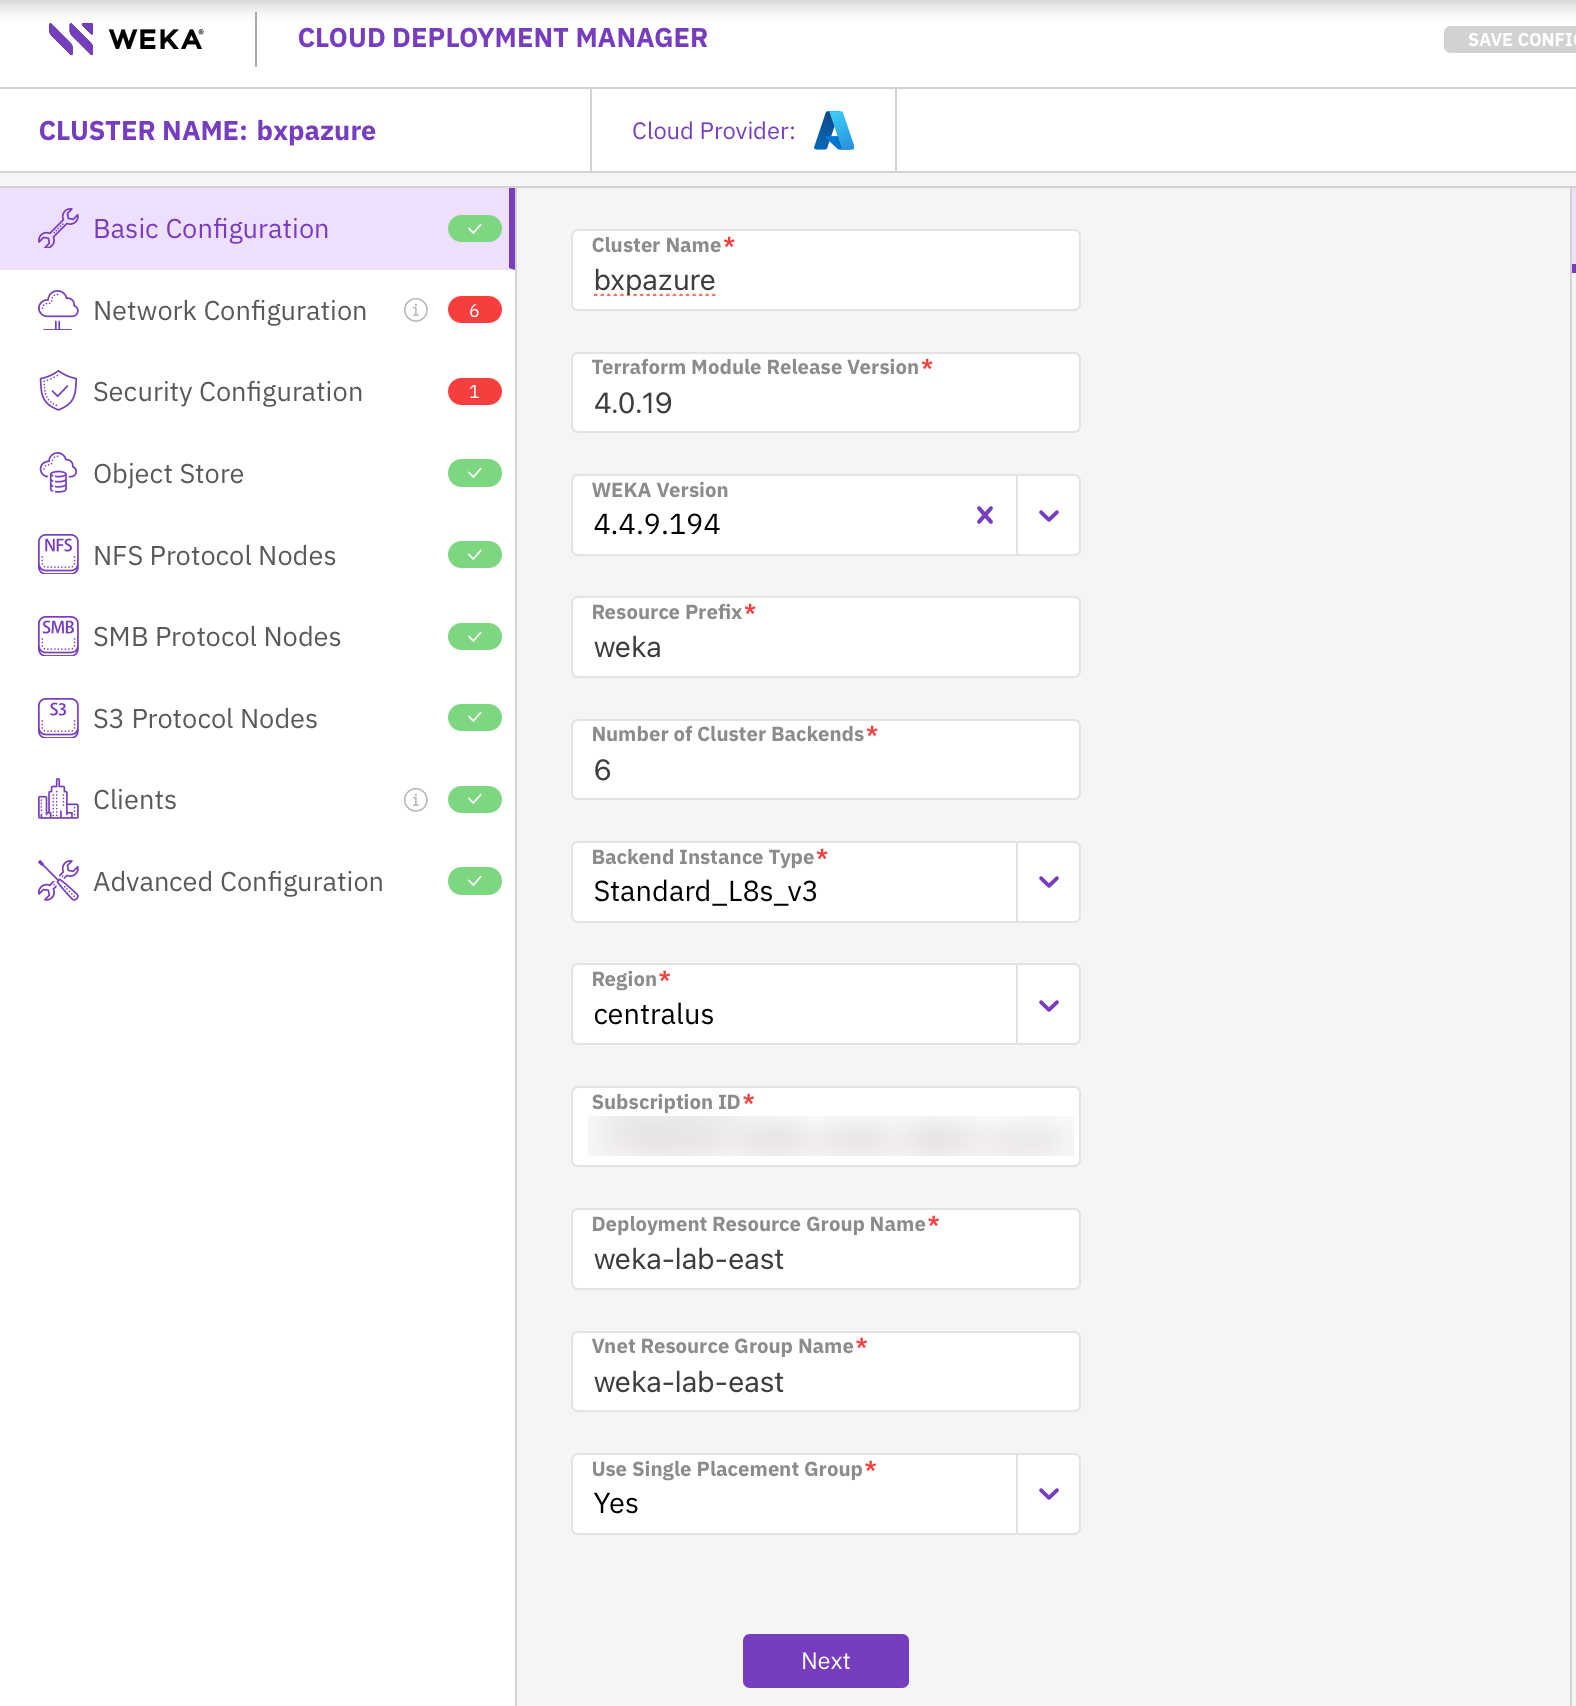 WEKA
CLOUD DEPLOYMENT MANAGER
SAVE CONFI
CLUSTER NAME: bxpazure
Cloud Provider:
Basic Configuration
Network Configuration
6
Security Configuration
1
Object Store
NFS
NFS Protocol Nodes
SMB
SMB Protocol Nodes
S3
S3 Protocol Nodes
Clients
Advanced Configuration
Cluster Name*
bxpazure
Terraform Module Release Version*
4.0.19
WEKA Version
4.4.9.194
Resource Prefix*
weka
Number of Cluster Backends*
6
Backend Instance Type*
Standard_L8s_v3
Region*
centralus
Subscription ID*
Deployment Resource Group Name*
weka-lab-east
Vnet Resource Group Name*
weka-lab-east
Use Single Placement Group*
Yes
Next